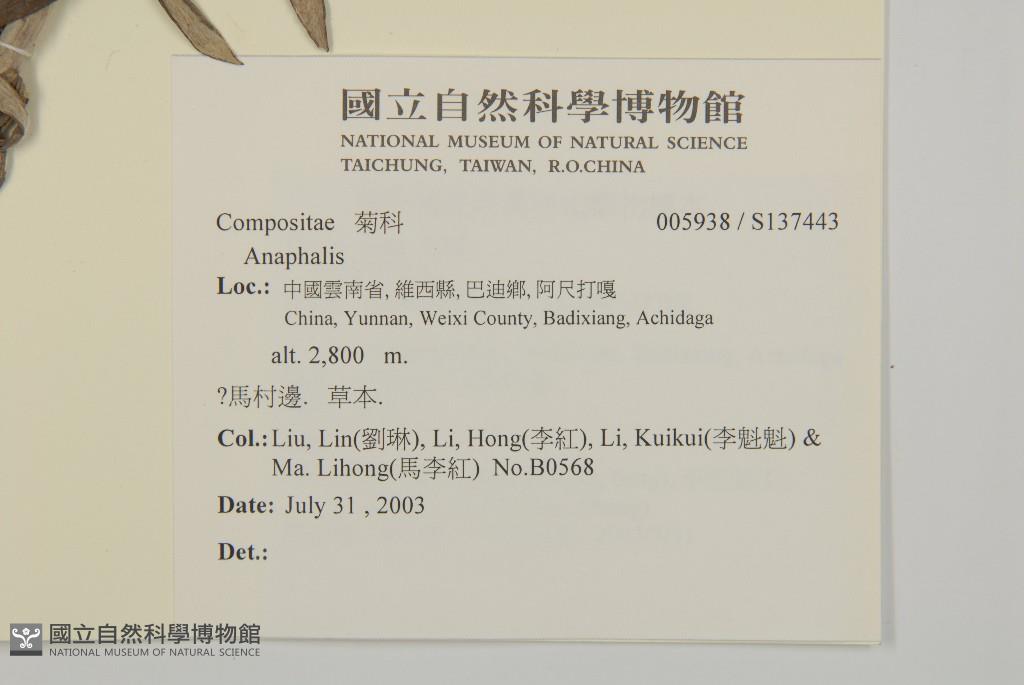 國立自然科學博物館
NATIONAL MUSEUM OF NATURAL SCIENCE
TAICHUNG, TAIWAN, R.O.CHINA
Compositae 菊科 005938 / S137443
Anaphalis
Loc.: 中國雲南省, 維西縣, 巴迪鄉, 阿尺打嘎
China, Yunnan, Weixi County, Badixiang, Achidaga
alt. 2,800 m.
?馬村邊. 草本.
Col.: Liu, Lin(劉琳), Li, Hong(李紅), Li, Kuikui(李魁魁) &
Ma. Lihong(馬李紅) No.B0568
Date: July 31 , 2003
Det.:
國立自然科學博物館
NATIONAL MUSEUM OF NATURAL SCIENCE